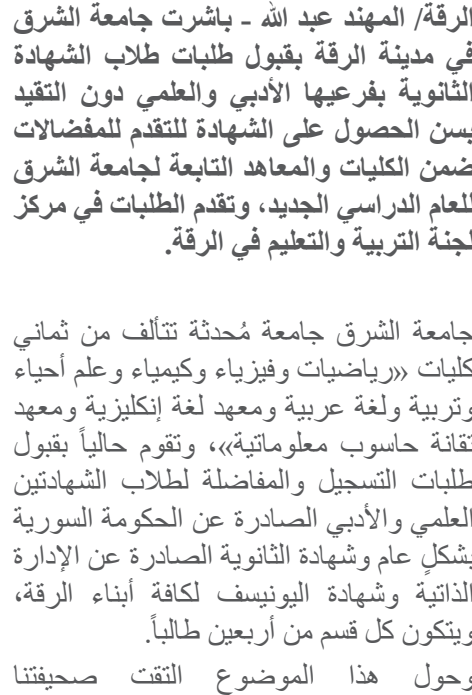 الرقة/ المهند عبد الله - باشرت جامعة الشرق
في مدينة الرقة بقبول طلبات طلاب الشهادة
الثانوية بفرعيها الأدبي والعلمي دون التقيد
بسن الحصول على الشهادة للتقدم للمفضالات
ضمن الكليات والمعاهد التابعة لجامعة الشرق
للعام الدراسي الجديد، وتقدم الطلبات في مركز
لجنة التربية والتعليم في الرقة.
جامعة الشرق جامعة مُحدثة تتألف من ثماني
كليات «رياضيات وفيزياء وكيمياء وعلم أحياء
وتربية ولغة عربية ومعهد لغة إنكليزية ومعهد
تقانة حاسوب معلوماتية»، وتقوم حالياً بقبول
طلبات التسجيل والمفاضلة لطلاب الشهادتين
العلمي والأدبي الصادرة عن الحكومة السورية
بشكلٍ عام وشهادة الثانوية الصادرة عن الإدارة
الذاتية وشهادة اليونيسف لكافة أبناء الرقة،
ويتكون كل قسم من أربعين طالباً.
وحول هذا الموضوع التقت صحيفتنا